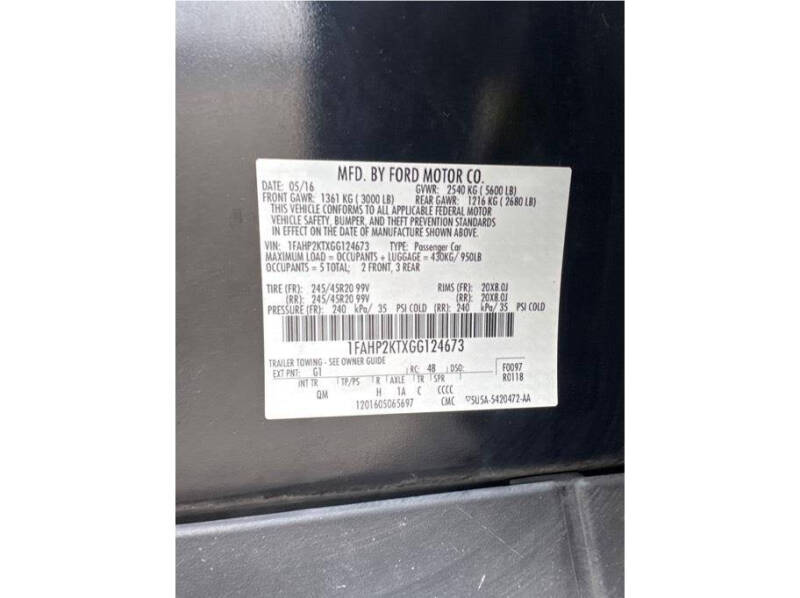 MFD. BY FORD MOTOR CO.
DATE: 05/16 GVWR: 2540 KG ( 5600 LB)
FRONT GAWR: 1361 KG ( 3000 LB) REAR GAWR: 1216 KG ( 2680 LB)
THIS VEHICLE CONFORMS TO ALL APPLICABLE FEDERAL MOTOR
VEHICLE SAFETY, BUMPER, AND THEFT PREVENTION STANDARDS
IN EFFECT ON THE DATE OF MANUFACTURE SHOWN ABOVE.
VIN: 1FAHP2KTXGG124673 TYPE: Passenger Car
MAXIMUM LOAD = OCCUPANTS + LUGGAGE = 430KG/ 950LB
OCCUPANTS = 5 TOTAL; 2 FRONT, 3 REAR
TIRE (FR): 245/45R20 99V RIMS (FR): 20X8.0J
(RR): 245/45R20 99V (RR): 20X8.0J
PRESSURE (FR): 240 kPa/ 35 PSI COLD (RR): 240 kPa/ 35 PSI COLD
1FAHP2KTXGG124673
TRAILER TOWING - SEE OWNER GUIDE
EXT PNT: G1 RC: 48 DSO: F0097
INT TR TP/PS R AXLE TR SPR R0118
QM H 1A C CCCC
1201605065697 CMC SU5A-5420472-AA